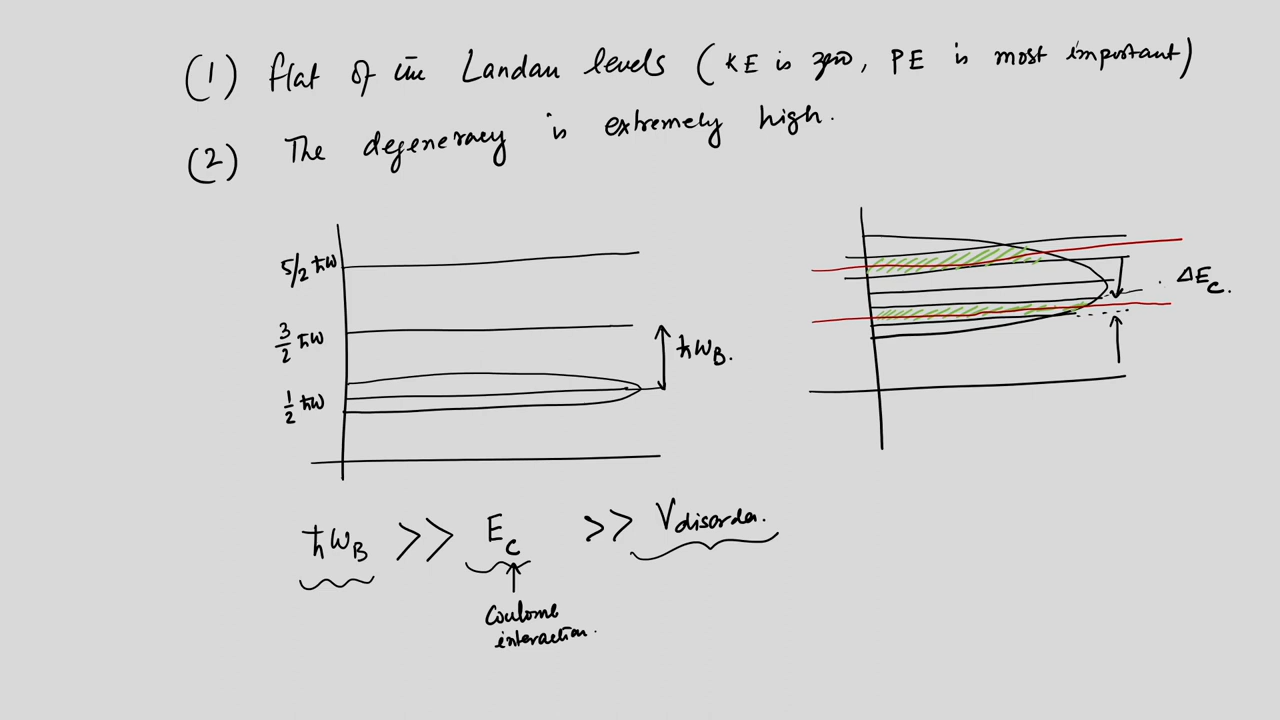 (1) flat of the Landau levels (KE is zero, PE is most important)
(2) The degeneracy is extremely high.
5/2 ħω
3/2 ħω
1/2 ħω
ħω_B.
ΔE_C.
ħω_B >> E_C >> V_disorder.
Coulomb
interaction.